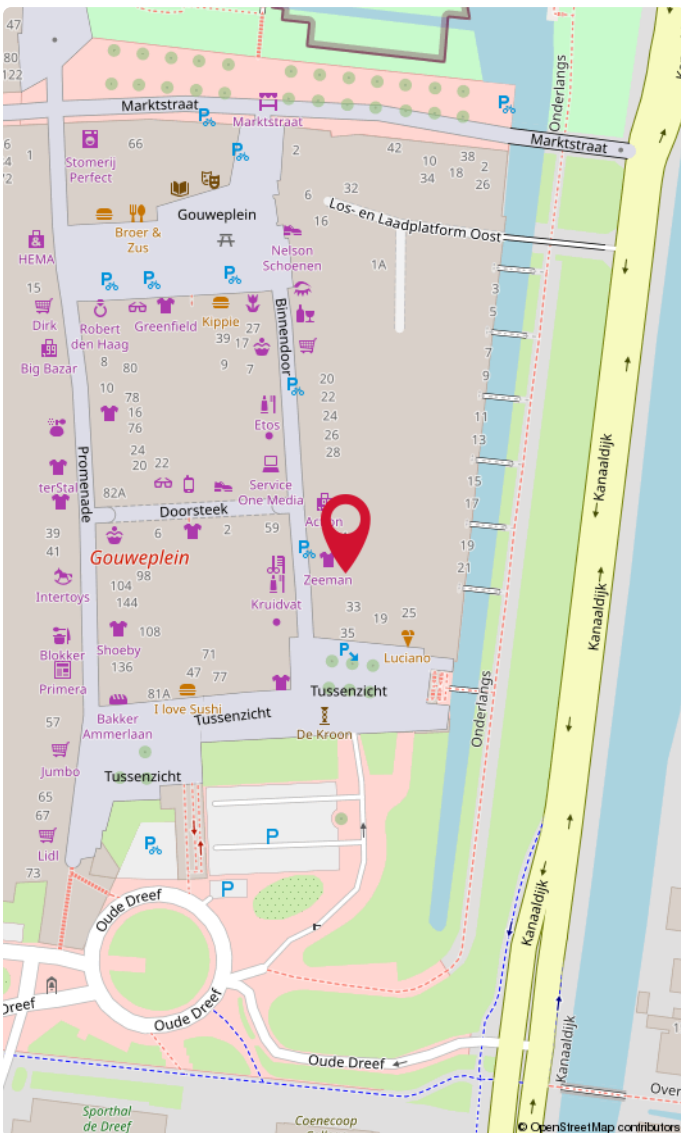 47
80
122
Marktstraat
Marktstraat
Onderlangs
Marktstraat
Stomerij
Perfect
66
1
2
42
10
34
38
18
2
26
6
32
16
Los- en Laadplatform Oost
Gouweplein
Broer &
Zus
HEMA
Nelson
Schoenen
1A
15
Dirk
Robert
den Haag
Greenfield
Kippie
27
17
39
9
7
Binnendoor
3
5
7
9
11
13
15
17
19
21
Big Bazar
8
80
10
78
16
76
20
22
24
26
28
Etos
Kanaaldijk
Promenade
24
20
22
terStal
82A
Service
One Media
Doorsteek
Action
39
41
6
2
59
Gouweplein
98
104
144
Zeeman
Intertoys
Kruidvat
33
19
25
35
Kanaaldijk
Shoeby
108
Blokker
136
Primera
71
47
77
Luciano
81A
I love Sushi
Tussenzicht
Tussenzicht
Onderlangs
57
Bakker
Ammerlaan
De Kroon
Jumbo
Tussenzicht
65
67
Lidl
73
P
P
Oude Dreef
Kanaaldijk
Dreef
Oude Dreef
Oude Dreef
Kanaaldijk
Over
Sporthal
de Dreef
Coenecoop
© OpenStreetMap contributors